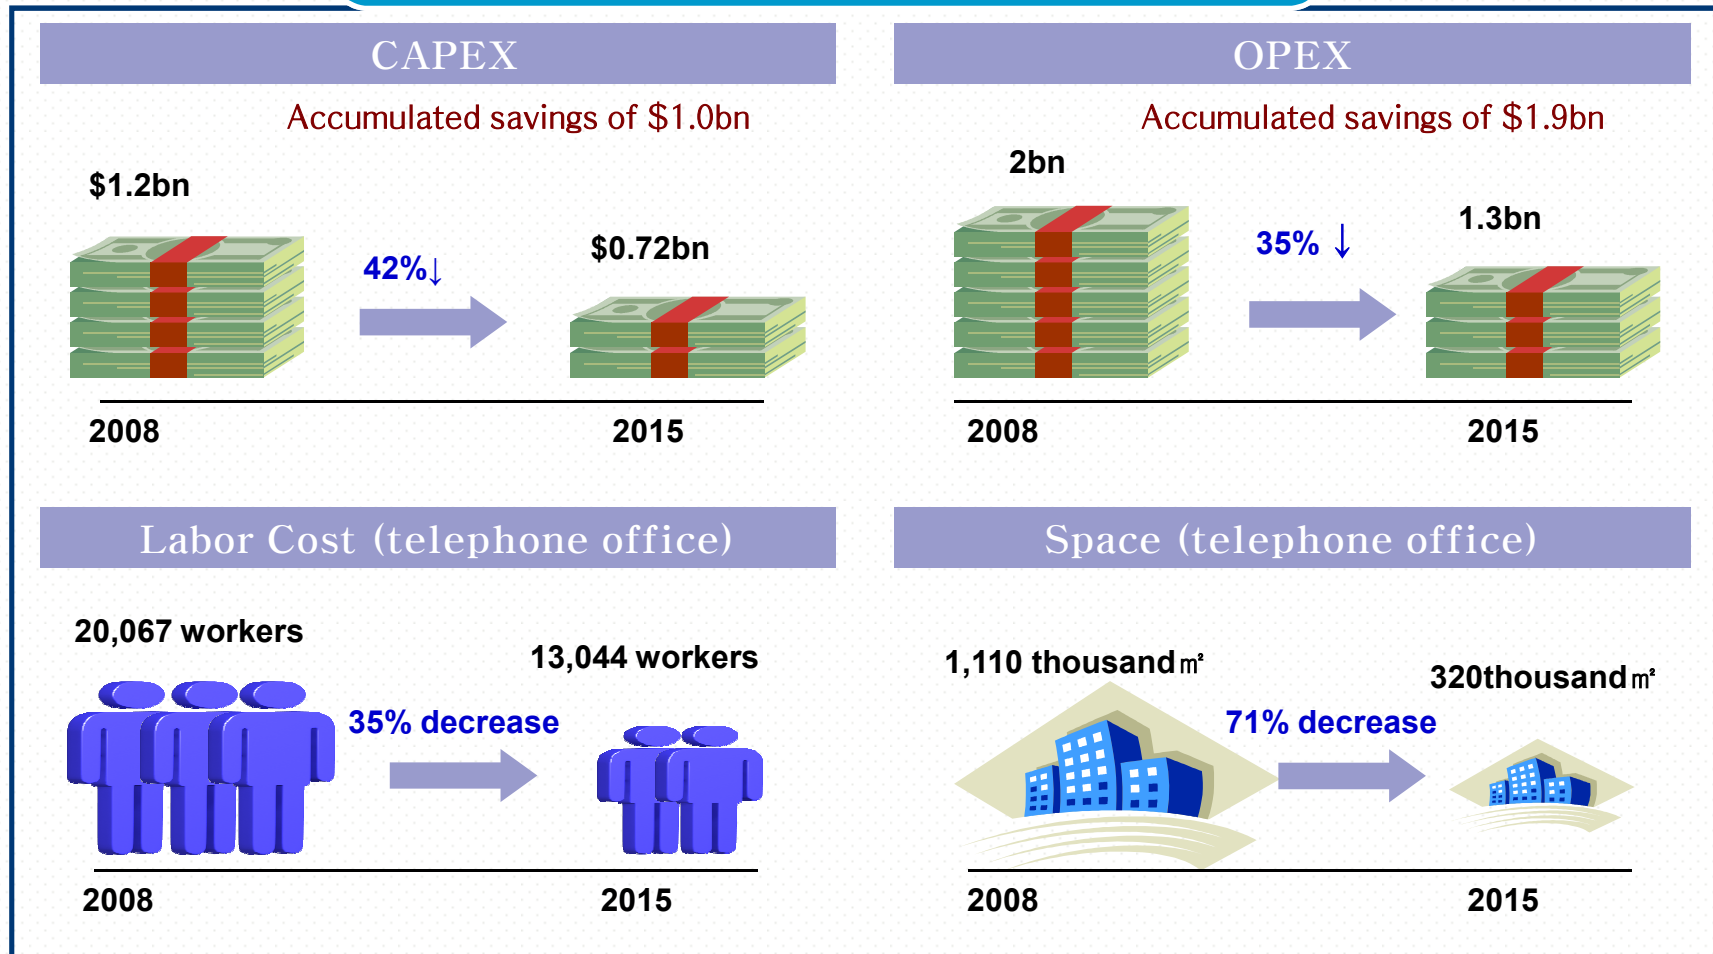 CAPEX
Accumulated savings of $1.0bn
$1.2bn
42%↓
$0.72bn
2008
2015
OPEX
Accumulated savings of $1.9bn
2bn
35% ↓
1.3bn
2008
2015
Labor Cost (telephone office)
20,067 workers
35% decrease
13,044 workers
2008
2015
Space (telephone office)
1,110 thousand㎡
71% decrease
320thousand㎡
2008
2015